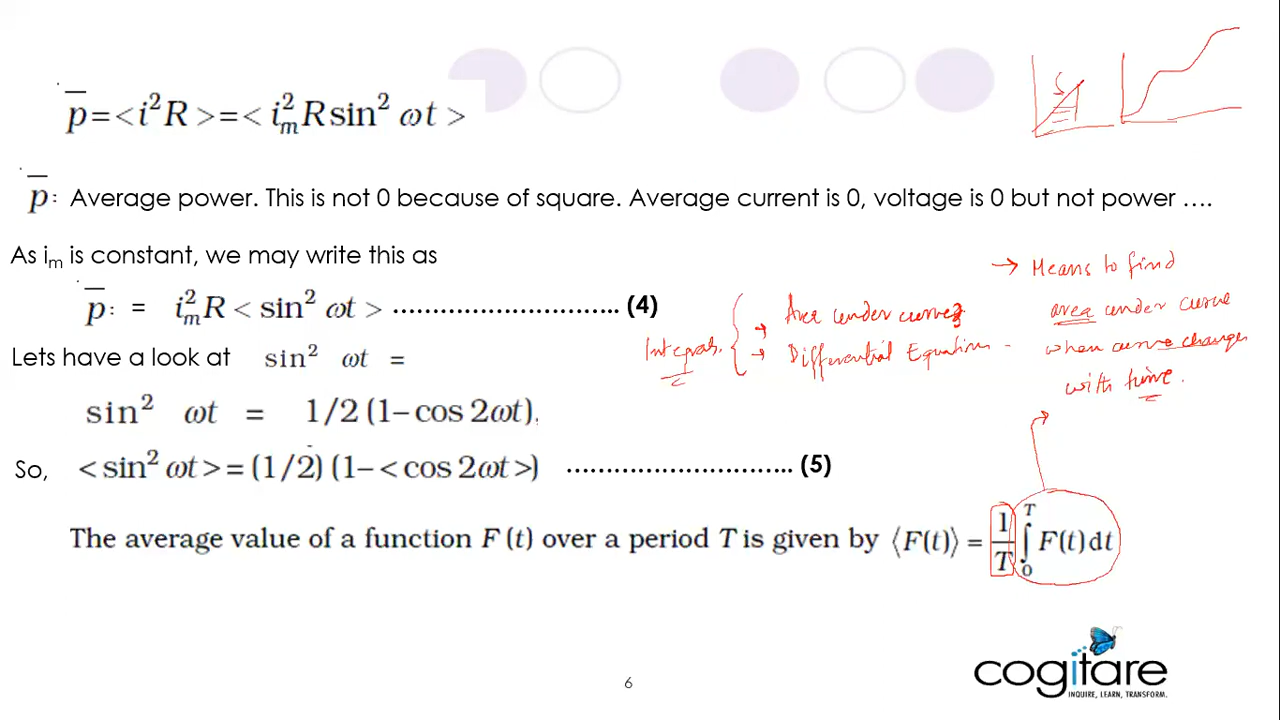 p̅ = < i²R > = < i²ₘ R sin² ωt >
p̅ : Average power. This is not 0 because of square. Average current is 0, voltage is 0 but not power ....
As iₘ is constant, we may write this as
→ Means to find
area under curve
when curve changes
with time.
p̅ : = i²ₘ R < sin² ωt > ................................ (4)
Integrals
→ Area under curves.
→ Differential Equations
Lets have a look at sin² ωt =
sin² ωt = 1/2 (1− cos 2ωt),
So, < sin² ωt > = (1/2) (1− < cos 2ωt >) ............................. (5)
The average value of a function F (t) over a period T is given by ⟨F(t)⟩ = 1/T ∫₀ᵀ F(t) dt
cogitare
INQUIRE, LEARN, TRANSFORM.
6